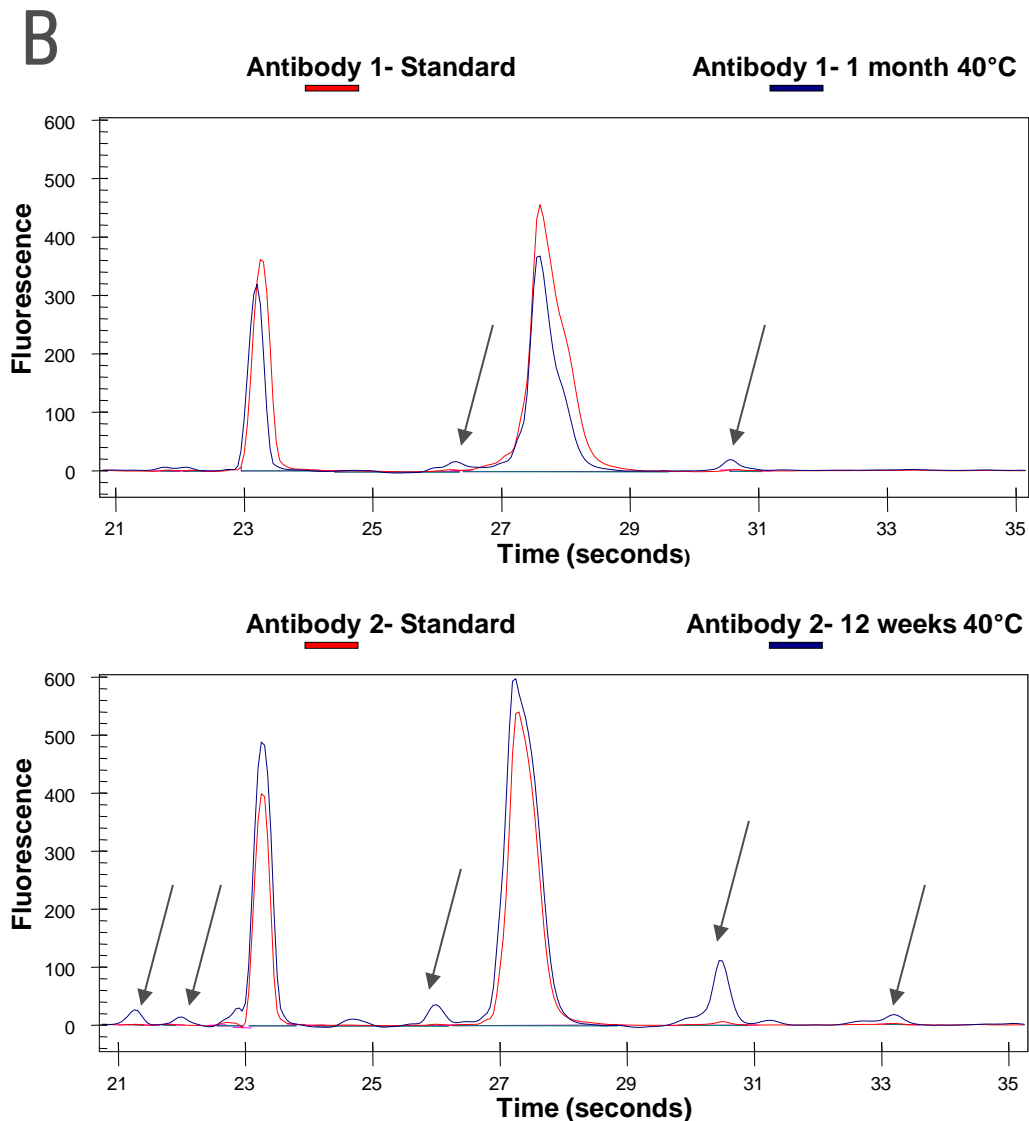 B
Antibody 1- Standard Antibody 1- 1 month 40°C
600
500
400
300
200
100
0
Fluorescence
21 23 25 27 29 31 33 35
Time (seconds)
Antibody 2- Standard Antibody 2- 12 weeks 40°C
600
500
400
300
200
100
0
Fluorescence
21 23 25 27 29 31 33 35
Time (seconds)